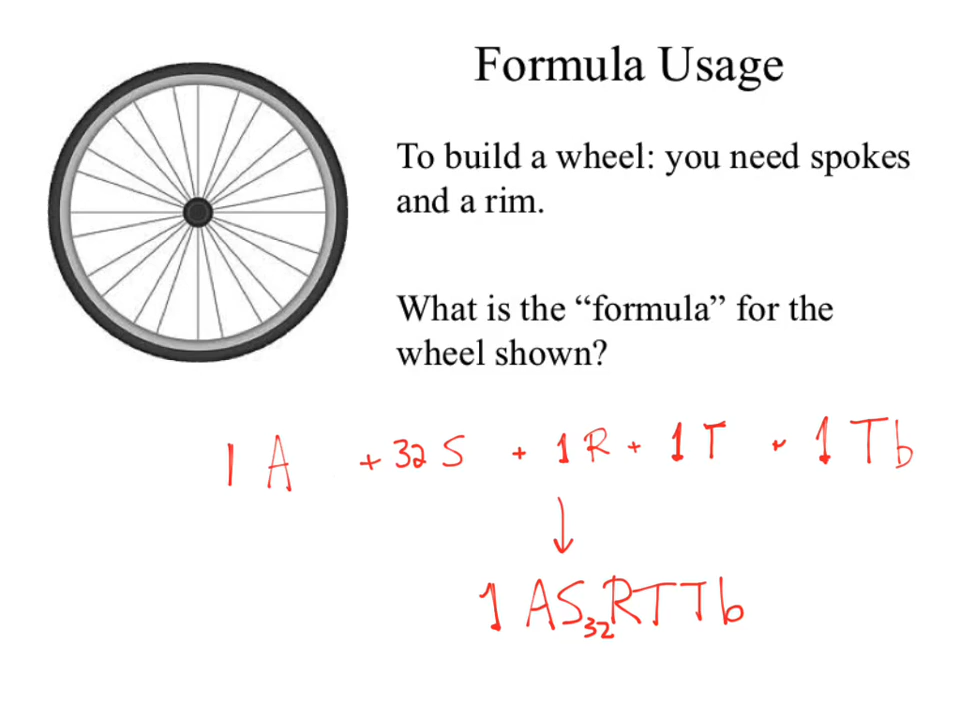 Formula Usage
To build a wheel: you need spokes
and a rim.
What is the “formula” for the
wheel shown?
1 A + 32 S + 1 R + 1 T + 1 Tb
↓
1 AS₃₂RTTb